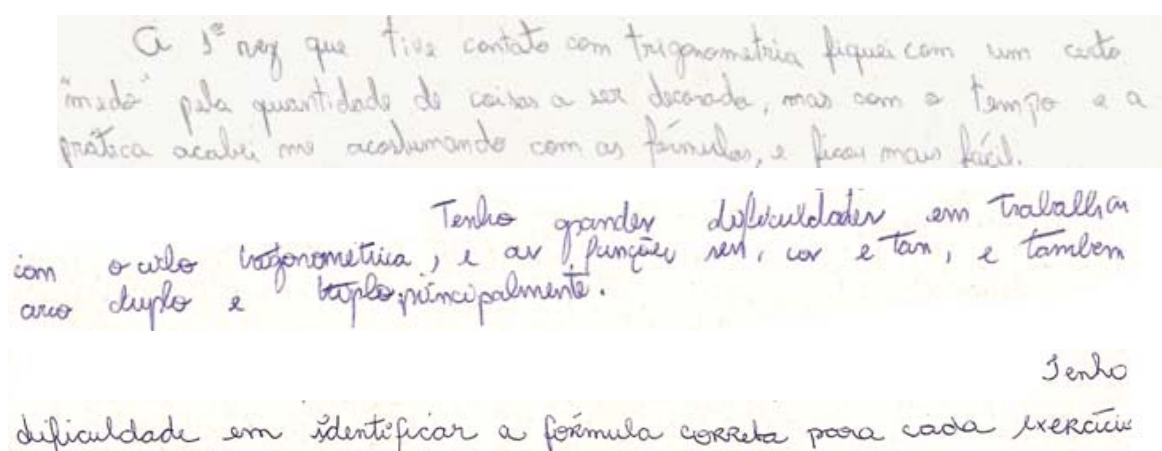 A 1ª vez que tive contato com trigonometria fiquei com um certo
"medo" pela quantidade de coisas a ser decorada, mas com o tempo e a
prática acabei me acostumando com as fórmulas, e ficou mais fácil.
Tenho grandes dificuldades em trabalhar
com o ciclo trigonométrico, e as funções sen, cos e tan, e também
arco duplo e triplo, principalmente.
Tenho
dificuldade em identificar a fórmula correta para cada exercício